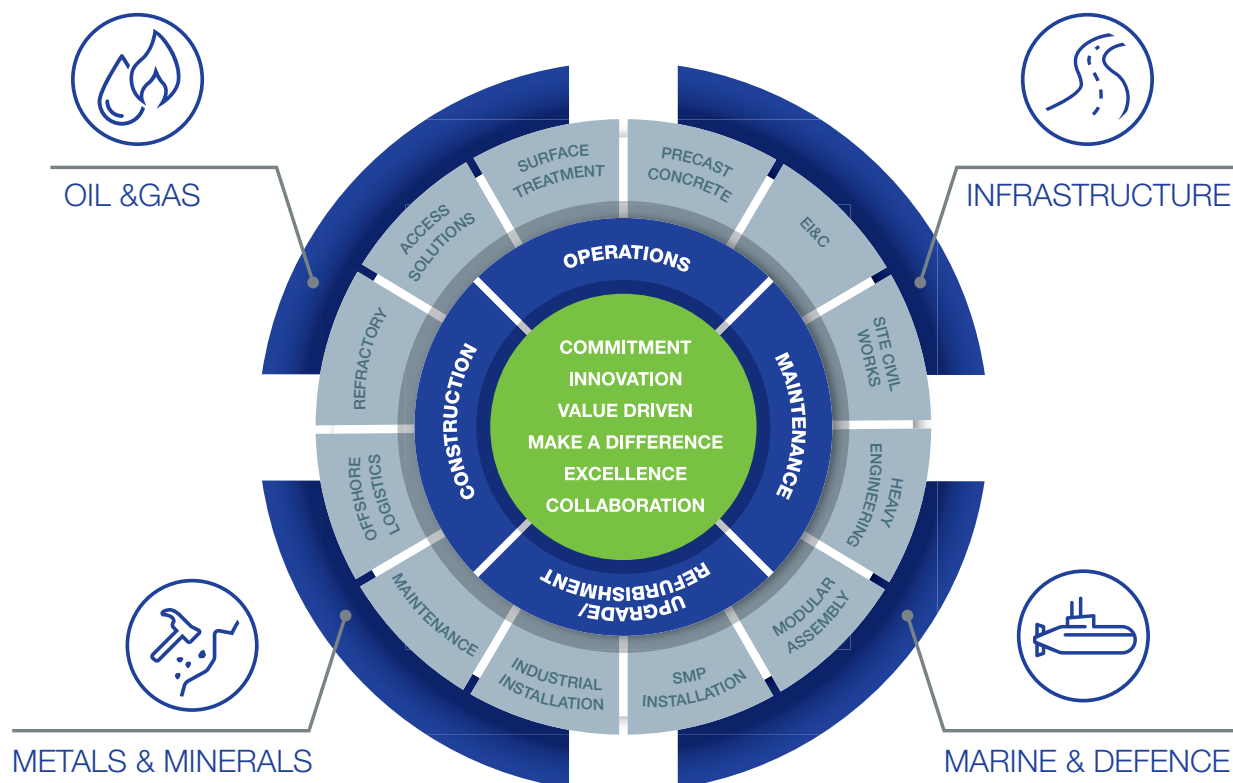 OIL &GAS
INFRASTRUCTURE
SURFACE
TREATMENT
PRECAST
CONCRETE
EI&C
SITE CIVIL
WORKS
HEAVY
ENGINEERING
MODULAR
ASSEMBLY
SMP
INSTALLATION
INDUSTRIAL
INSTALLATION
MAINTENANCE
OFFSHORE
LOGISTICS
REFRACTORY
ACCESS
SOLUTIONS
OPERATIONS
MAINTENANCE
UPGRADE/
REFURBISHMENT
CONSTRUCTION
COMMITMENT
INNOVATION
VALUE DRIVEN
MAKE A DIFFERENCE
EXCELLENCE
COLLABORATION
METALS & MINERALS
MARINE & DEFENCE